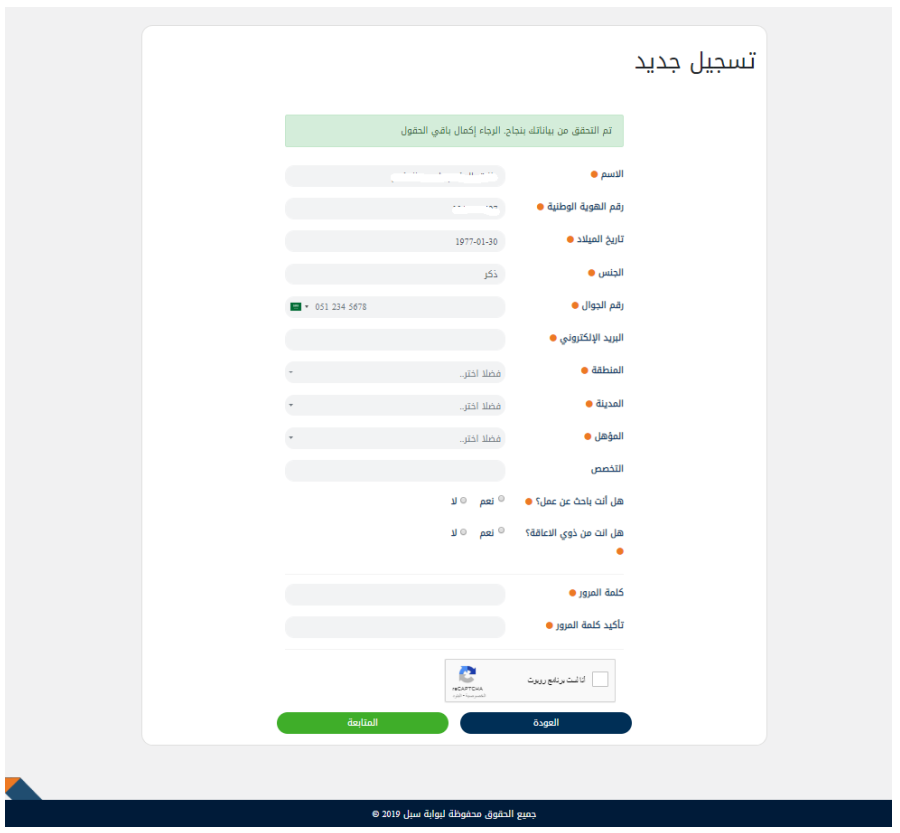 تسجيل جديد
تم التحقق من بياناتك بنجاح. الرجاء إكمال باقي الحقول
الاسم
رقم الهوية الوطنية
تاريخ الميلاد 1977-01-30
الجنس ذكر
رقم الجوال 051 234 5678
البريد الإلكتروني
المنطقة فضلا اختر..
المدينة فضلا اختر..
المؤهل فضلا اختر..
التخصص
هل أنت باحث عن عمل؟ نعم لا
هل انت من ذوي الاعاقة؟ نعم لا
كلمة المرور
تأكيد كلمة المرور
أنا لست برنامج روبوت
reCAPTCHA
العودة المتابعة
جميع الحقوق محفوظة لبوابة سبل 2019 ©